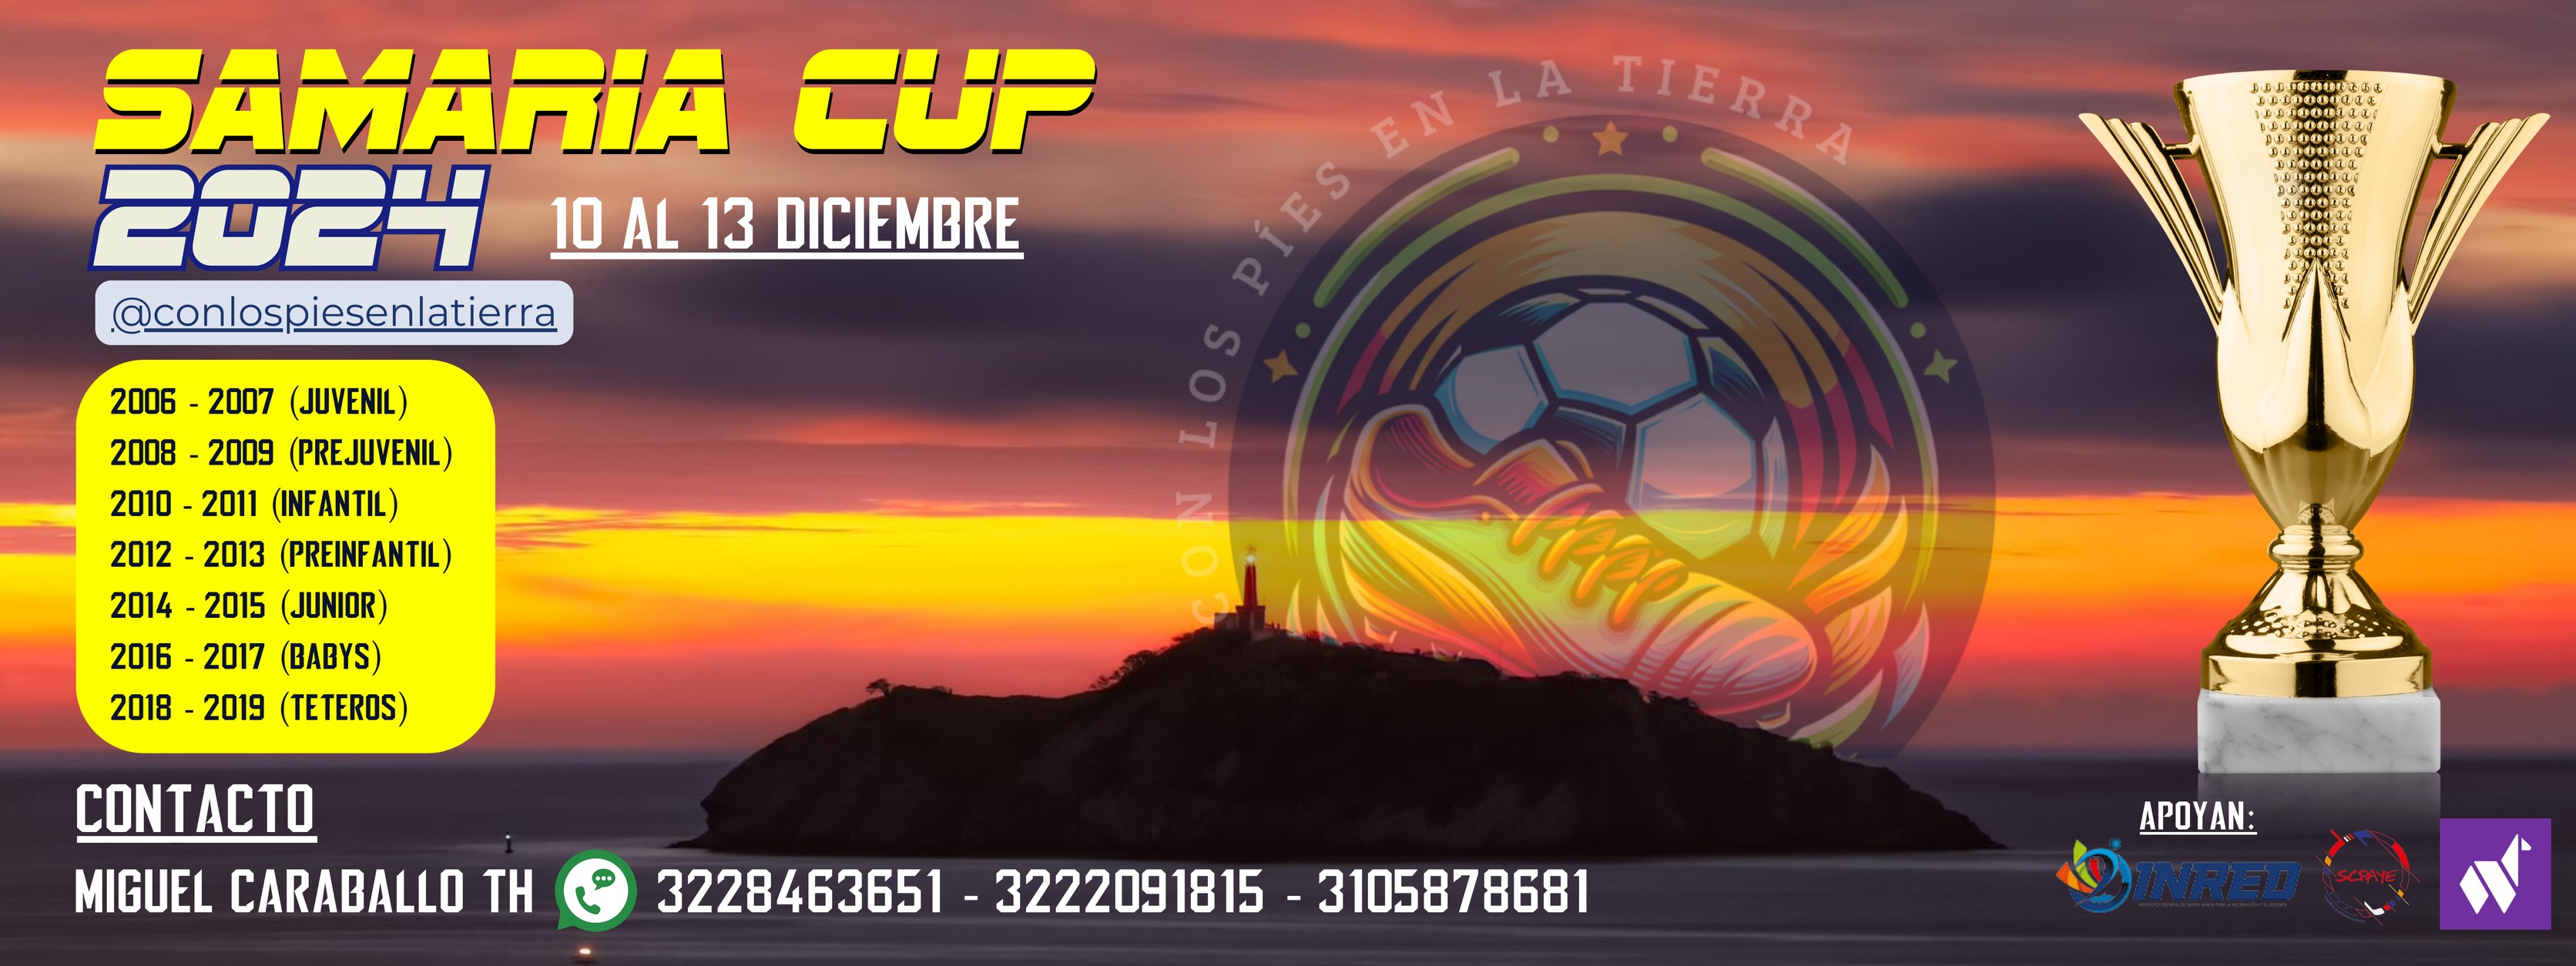 SAMARIA CUP
2024
10 AL 13 DICIEMBRE
@conlospiesenlatierra
2006 - 2007 (JUVENIL)
2008 - 2009 (PREJUVENIL)
2010 - 2011 (INFANTIL)
2012 - 2013 (PREINFANTIL)
2014 - 2015 (JUNIOR)
2016 - 2017 (BABYS)
2018 - 2019 (TETEROS)
CON LOS PÍES EN LA TIERRA
CONTACTO
MIGUEL CARABALLO TH 3228463651 - 3222091815 - 3105878681
APOYAN:
INRED
SCPAYE